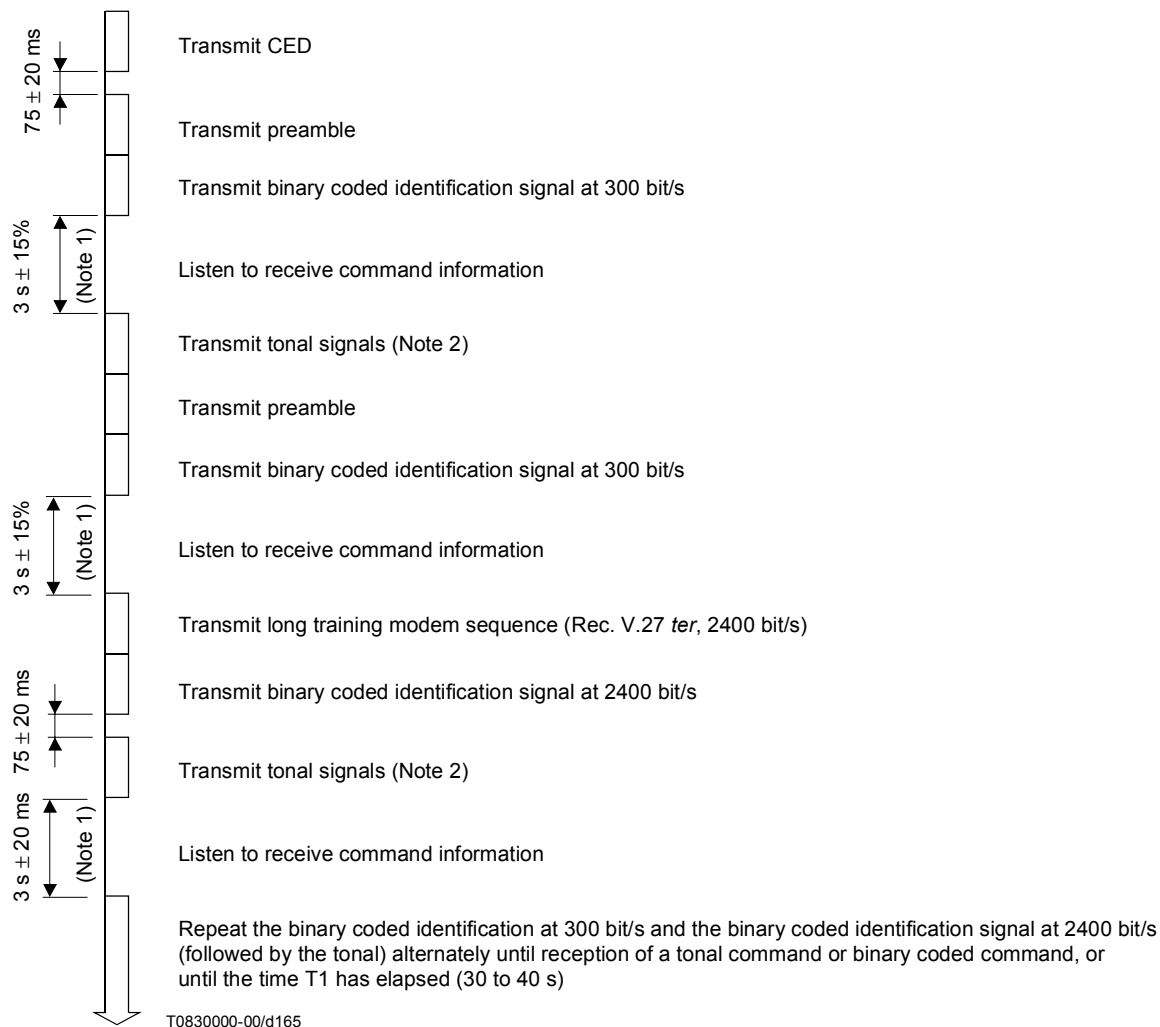 Transmit CED
75 ± 20 ms
Transmit preamble
Transmit binary coded identification signal at 300 bit/s
3 s ± 15%
(Note 1)
Listen to receive command information
Transmit tonal signals (Note 2)
Transmit preamble
Transmit binary coded identification signal at 300 bit/s
3 s ± 15%
(Note 1)
Listen to receive command information
Transmit long training modem sequence (Rec. V.27 ter, 2400 bit/s)
Transmit binary coded identification signal at 2400 bit/s
75 ± 20 ms
Transmit tonal signals (Note 2)
3 s ± 20 ms
(Note 1)
Listen to receive command information
Repeat the binary coded identification at 300 bit/s and the binary coded identification signal at 2400 bit/s
(followed by the tonal) alternately until reception of a tonal command or binary coded command, or
until the time T1 has elapsed (30 to 40 s)
T0830000-00/d165